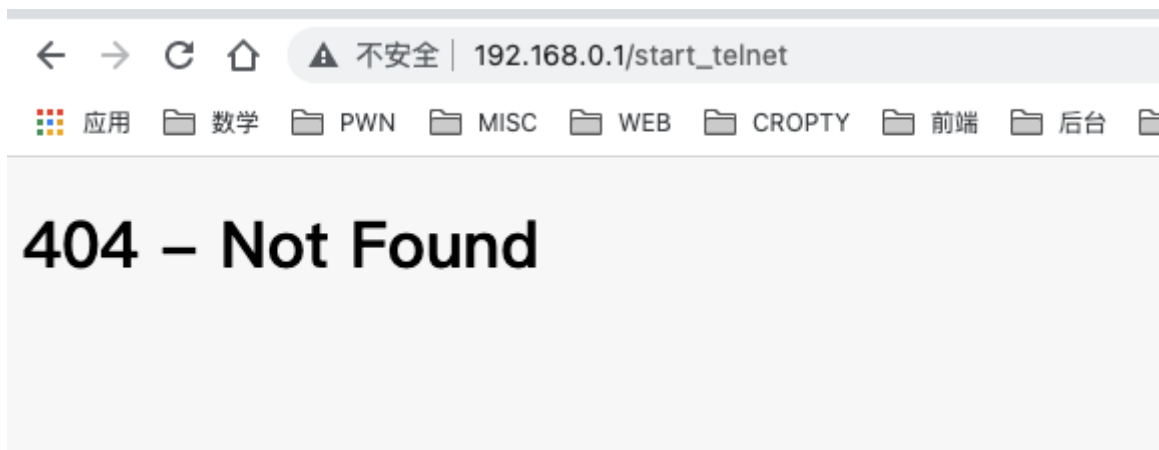 不安全 192.168.0.1/start_telnet
应用 数学 PWN MISC WEB CROPTY 前端 后台
404 – Not Found